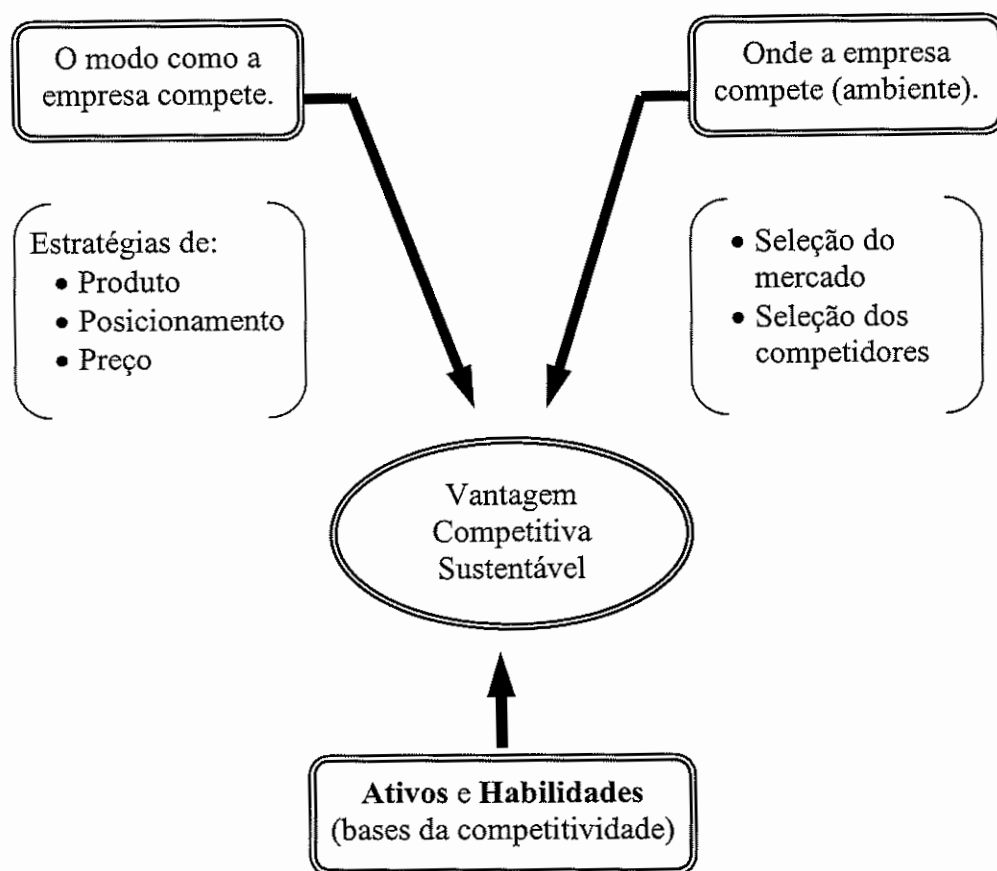 O modo como a
empresa compete.
Onde a empresa
compete (ambiente).
Estratégias de:
• Produto
• Posicionamento
• Preço
• Seleção do
mercado
• Seleção dos
competidores
Vantagem
Competitiva
Sustentável
Ativos e Habilidades
(bases da competitividade)